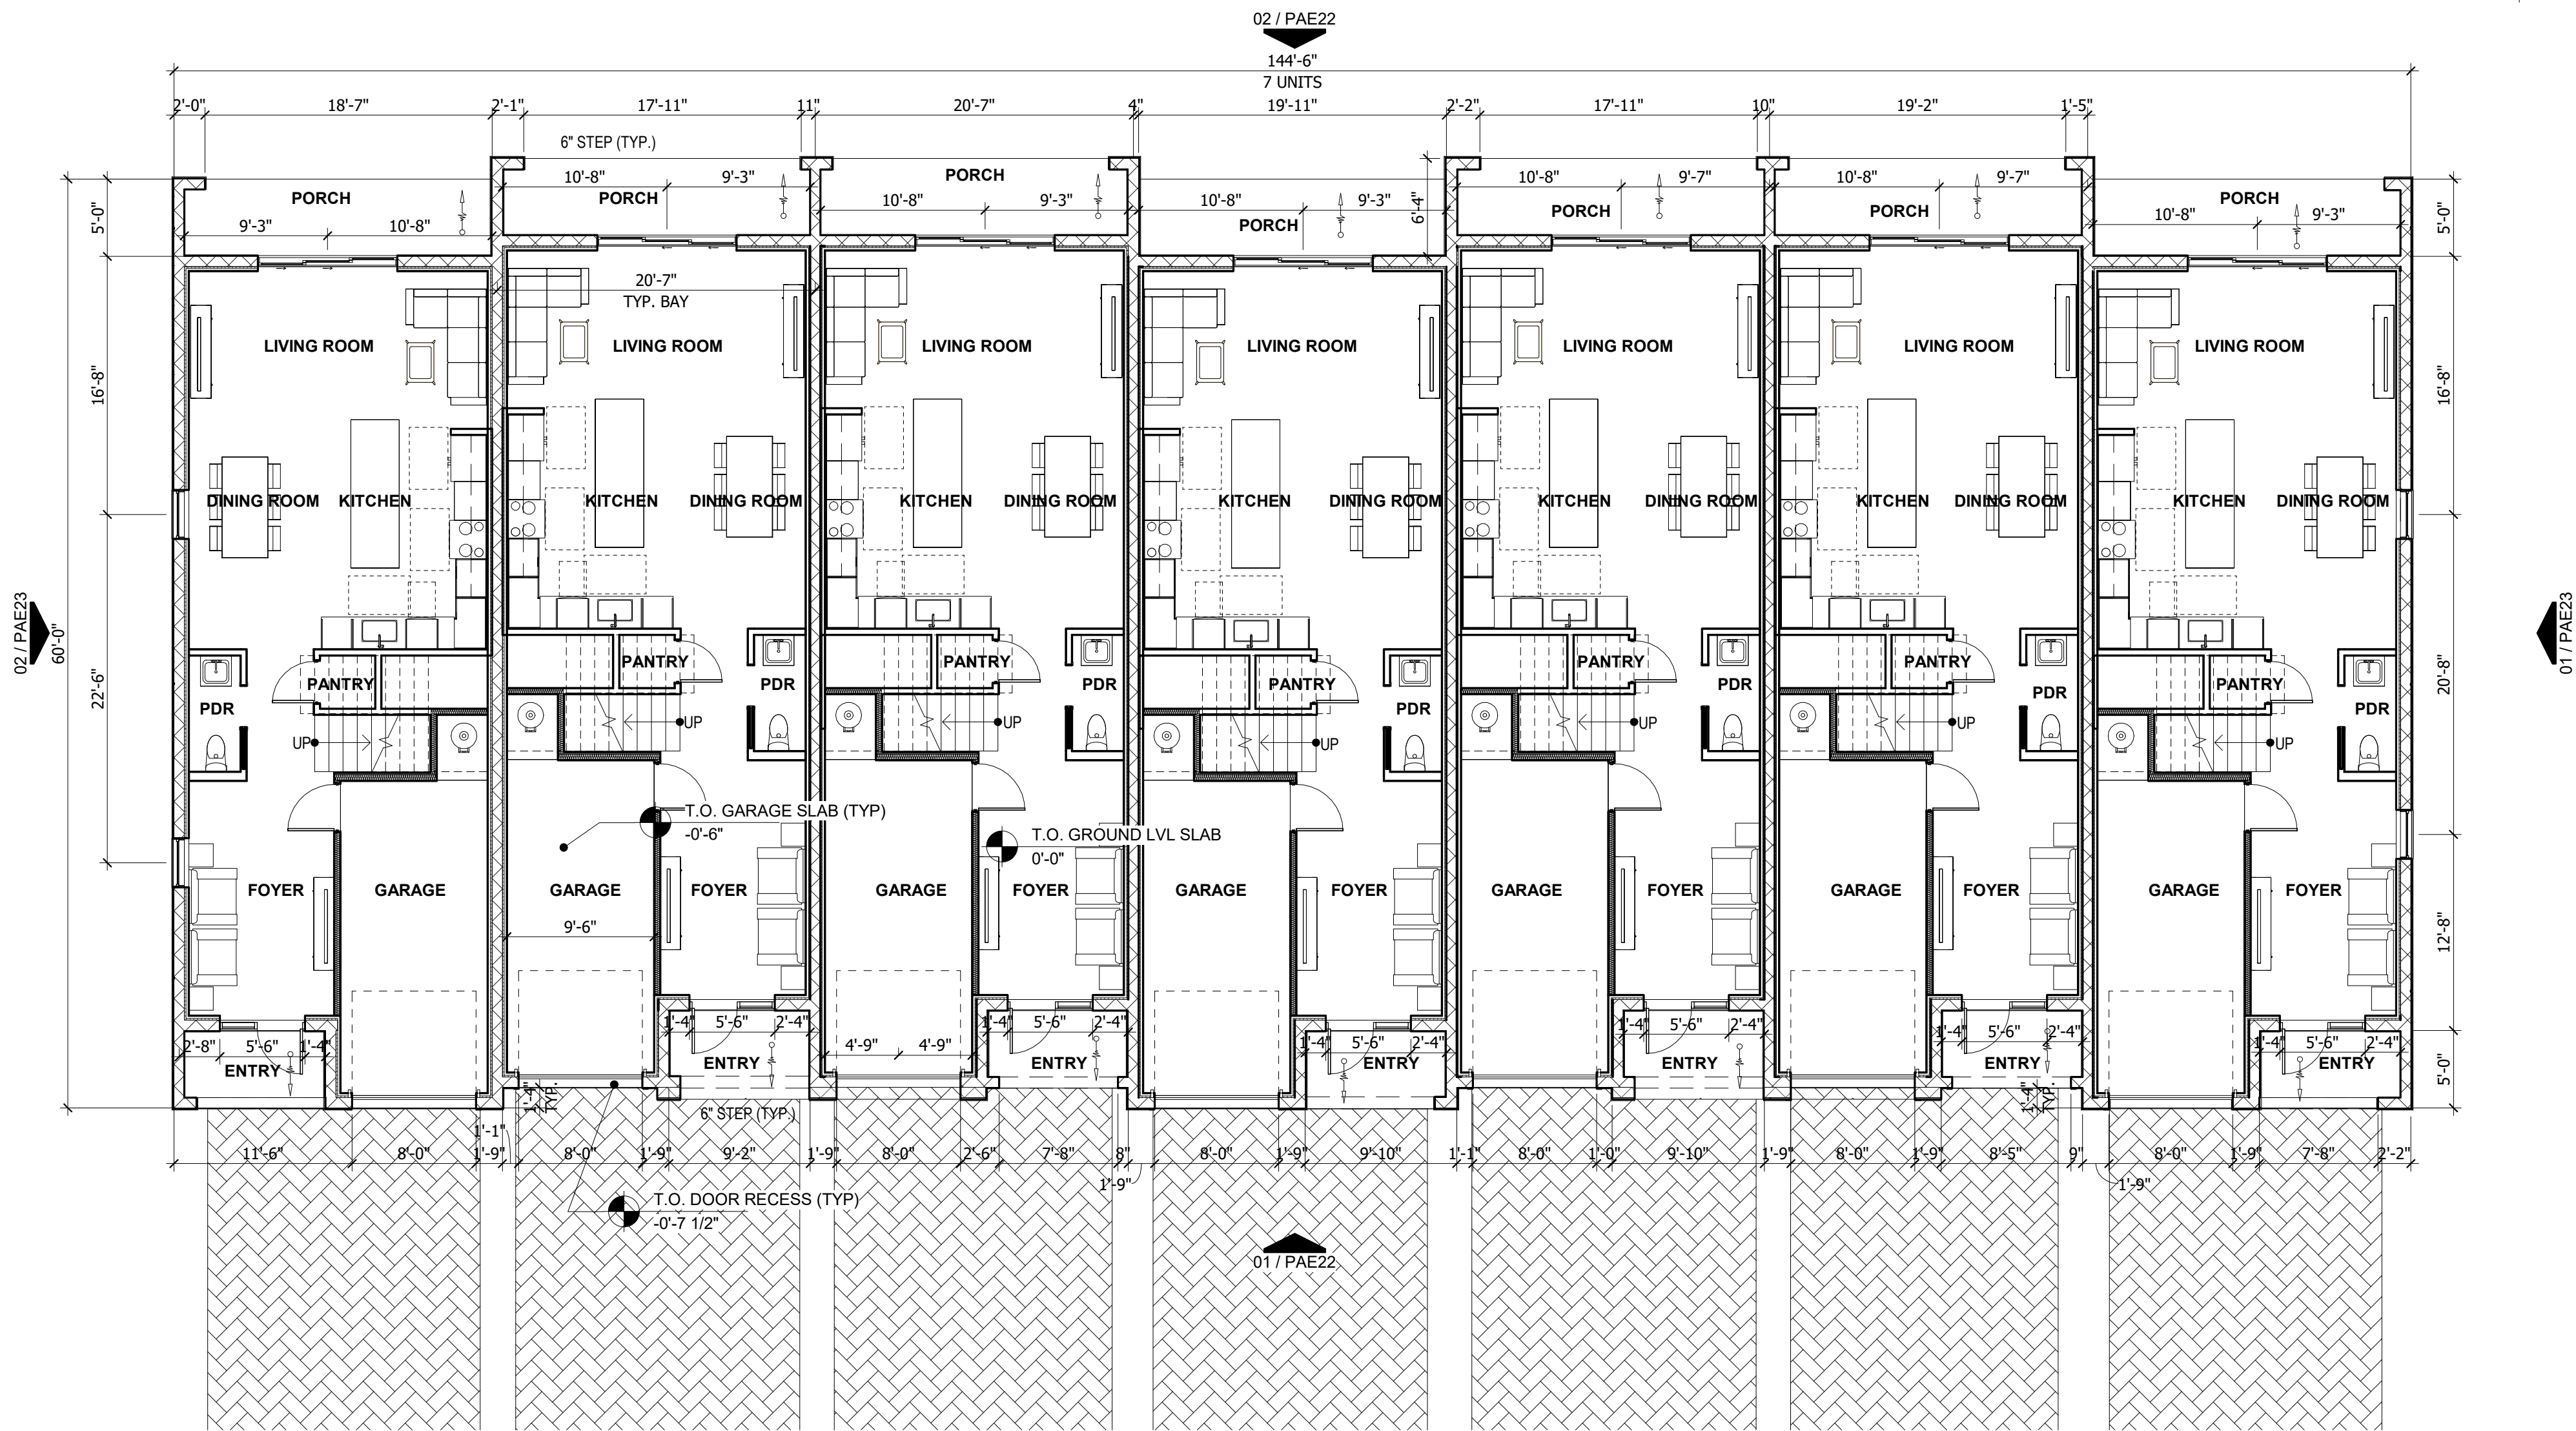 02 / PAE22
144'-6"
7 UNITS
2'-0" 18'-7" 2'-1" 17'-11" 11" 20'-7" 4" 19'-11" 2'-2" 17'-11" 10" 19'-2" 1'-5"
6" STEP (TYP.)
PORCH PORCH PORCH PORCH PORCH PORCH PORCH
10'-8" 9'-3" 10'-8" 9'-7" 10'-8" 9'-7"
10'-8" 9'-3" 10'-8" 9'-3" 10'-8" 9'-3"
9'-3" 10'-8"
5'-0" 6'-4" 5'-0"
20'-7"
TYP. BAY
LIVING ROOM LIVING ROOM LIVING ROOM LIVING ROOM LIVING ROOM LIVING ROOM LIVING ROOM
16'-8" 16'-8"
DINING ROOM KITCHEN KITCHEN DINING ROOM KITCHEN DINING ROOM KITCHEN DINING ROOM KITCHEN DINING ROOM KITCHEN DINING ROOM KITCHEN DINING ROOM
02 / PAE23
60'-0"
01 / PAE23
22'-6" 20'-8"
PANTRY PANTRY PANTRY PANTRY PANTRY PANTRY PANTRY
PDR PDR PDR PDR PDR PDR PDR
UP UP UP UP UP UP UP
T.O. GARAGE SLAB (TYP)
-0'-6"
T.O. GROUND LVL SLAB
0'-0"
FOYER GARAGE GARAGE FOYER GARAGE FOYER GARAGE FOYER GARAGE FOYER GARAGE FOYER GARAGE FOYER
9'-6"
12'-8"
1'-4" 5'-6" 2'-4" 1'-4" 5'-6" 2'-4" 1'-4" 5'-6" 2'-4" 1'-4" 5'-6" 2'-4"
2'-8" 5'-6" 1'-4" 4'-9" 4'-9" 1'-4" 5'-6" 2'-4" 1'-4" 5'-6" 2'-4"
ENTRY ENTRY ENTRY ENTRY ENTRY ENTRY ENTRY
5'-0"
1'-4"
TYP.
1'-4"
TYP.
6" STEP (TYP.)
1'-1"
11'-6" 8'-0" 1'-9" 8'-0" 1'-9" 9'-2" 1'-9" 8'-0" 2'-6" 7'-8" 8" 8'-0" 1'-9" 9'-10" 1'-1" 8'-0" 1'-0" 9'-10" 1'-9" 8'-0" 1'-9" 8'-5" 9" 8'-0" 1'-9" 7'-8" 2'-2"
1'-9" 1'-9"
T.O. DOOR RECESS (TYP)
-0'-7 1/2"
01 / PAE22